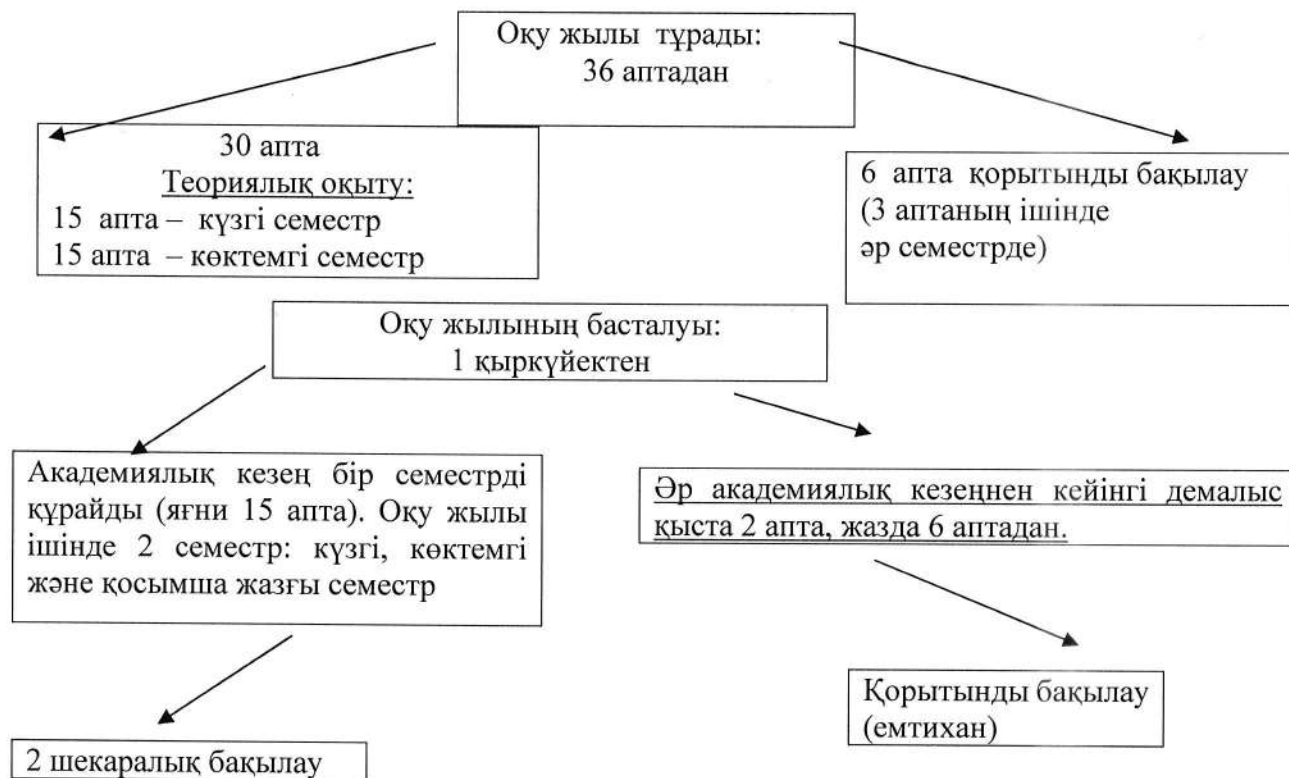 Оқу жылы тұрады:
36 аптадан
30 апта
Теориялық оқыту:
15 апта – күзгі семестр
15 апта – көктемгі семестр
6 апта қорытынды бақылау
(3 аптаның ішінде
әр семестрде)
Оқу жылының басталуы:
1 қыркүйектен
Академиялық кезең бір семестрді
құрайды (яғни 15 апта). Оқу жылы
ішінде 2 семестр: күзгі, көктемгі
және қосымша жазғы семестр
Әр академиялық кезеңнен кейінгі демалыс
қыста 2 апта, жазда 6 аптадан.
Қорытынды бақылау
(емтихан)
2 шекаралық бақылау